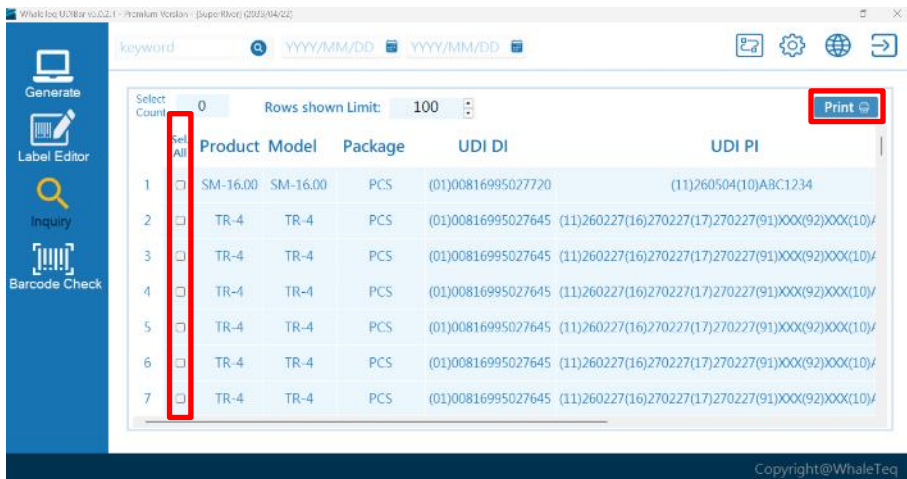 WhaleTeq UDIBar v5.0.2.1 - Premium Version - [SuperRiver]
keyword YYYY/MM/DD YYYY/MM/DD
Generate
Label Editor
Inquiry
Barcode Check
Select Count 0 Rows shown Limit: 100 Print
Sel. All Product Model Package UDI DI UDI PI
1 SM-16.00 SM-16.00 PCS (01)00816995027720 (11)260504(10)ABC1234
2 TR-4 TR-4 PCS (01)00816995027645 (11)260227(16)270227(17)270227(91)XXX(92)XXX(10)A
3 TR-4 TR-4 PCS (01)00816995027645 (11)260227(16)270227(17)270227(91)XXX(92)XXX(10)A
4 TR-4 TR-4 PCS (01)00816995027645 (11)260227(16)270227(17)270227(91)XXX(92)XXX(10)A
5 TR-4 TR-4 PCS (01)00816995027645 (11)260227(16)270227(17)270227(91)XXX(92)XXX(10)A
6 TR-4 TR-4 PCS (01)00816995027645 (11)260227(16)270227(17)270227(91)XXX(92)XXX(10)A
7 TR-4 TR-4 PCS (01)00816995027645 (11)260227(16)270227(17)270227(91)XXX(92)XXX(10)A
Copyright@WhaleTeq